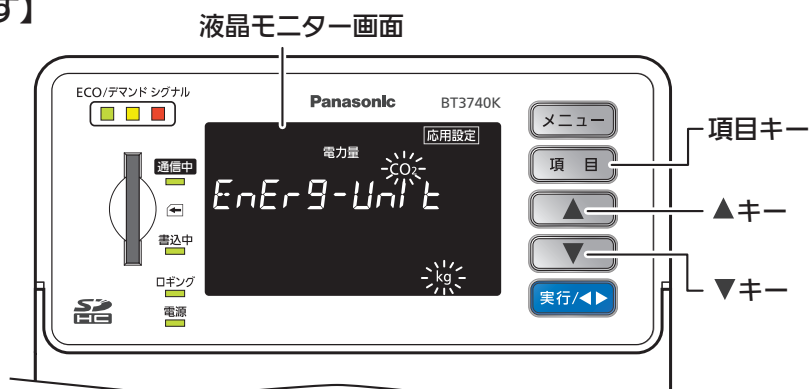 す】
液晶モニター画面
ECO/デマンド シグナル
Panasonic
BT3740K
応用設定
電力量
CO₂
EnErg-UnIt
kg
通信中
書込中
ロギング
電源
SD
HC
メニュー
項 目
▲
▼
実行/◀▶
項目キー
▲キー
▼キー